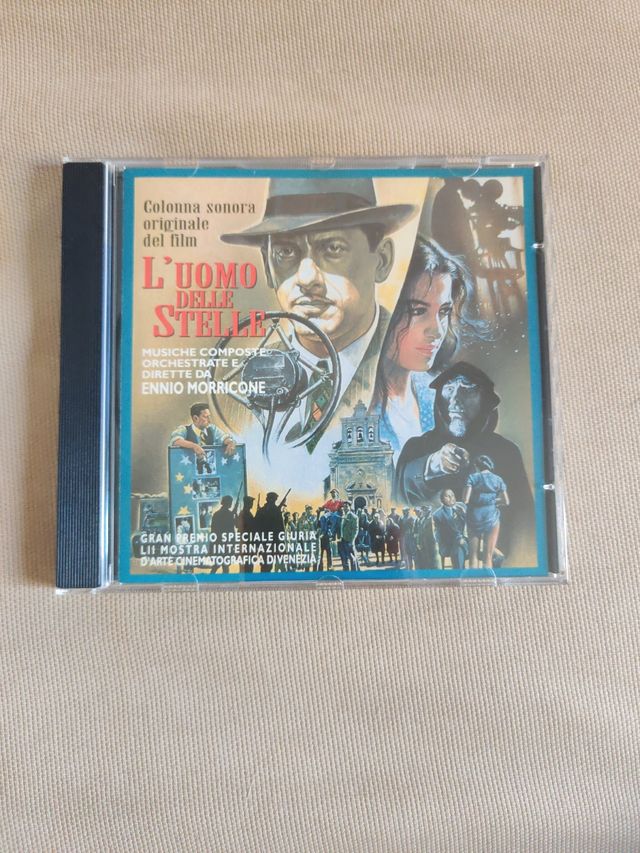 Colonna sonora
originale
del film
L'UOMO
DELLE
STELLE
MUSICHE COMPOSTE
ORCHESTRATE E
DIRETTE DA
ENNIO MORRICONE
GRAN PREMIO SPECIALE GIURIA
LII MOSTRA INTERNAZIONALE
D'ARTE CINEMATOGRAFICA DI VENEZIA